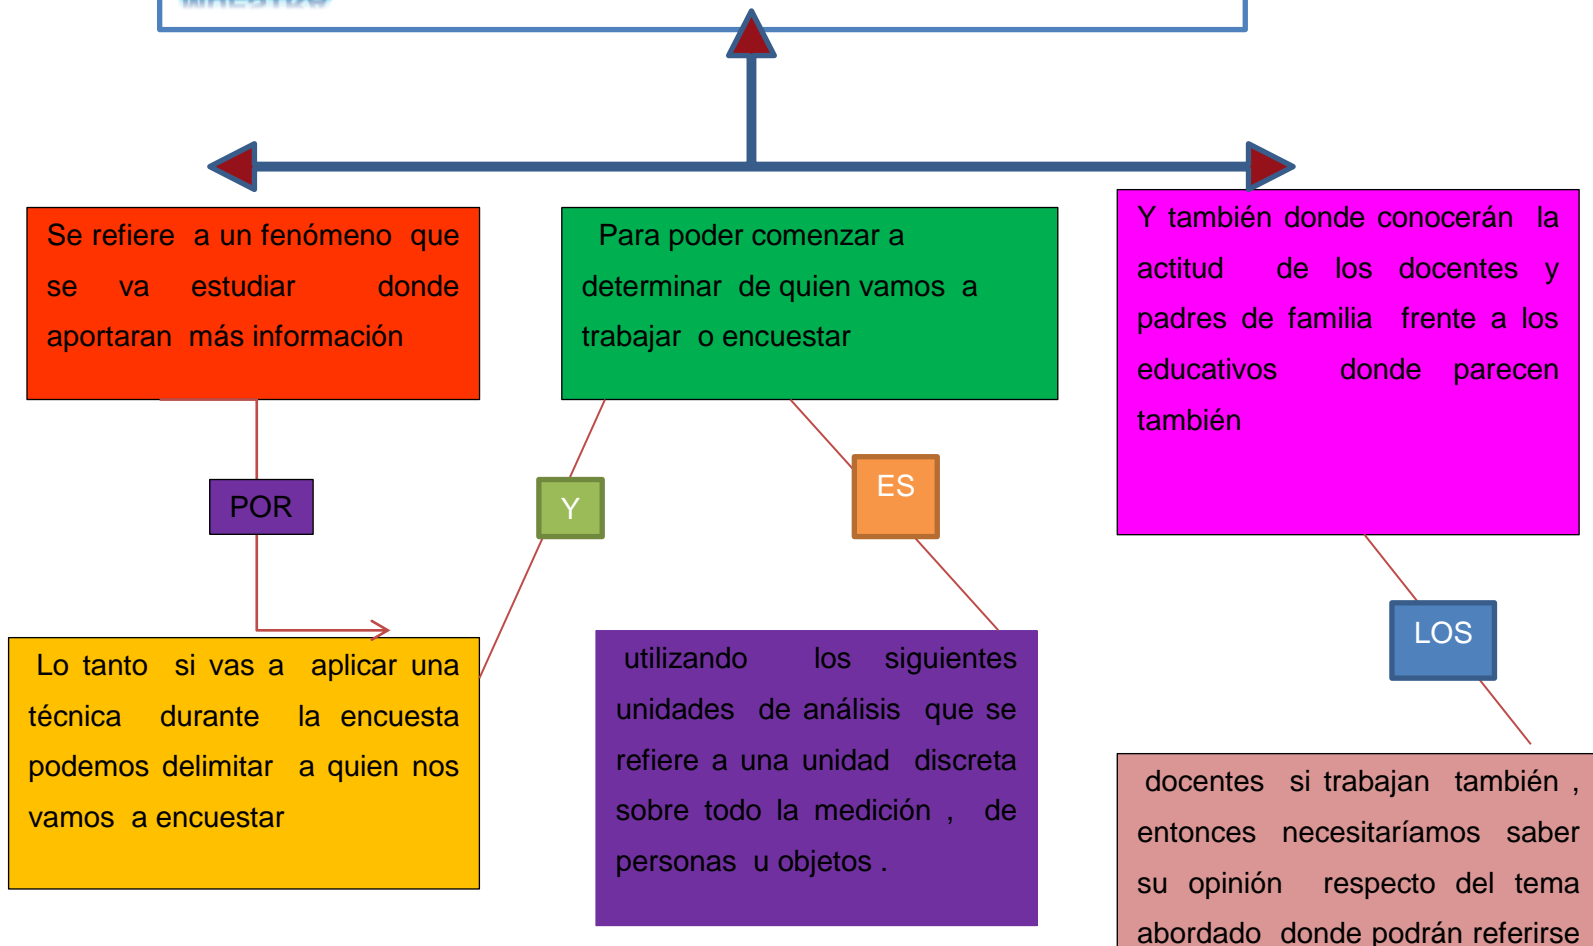 Se refiere a un fenómeno que
se va estudiar donde
aportaran más información
Para poder comenzar a
determinar de quien vamos a
trabajar o encuestar
Y también donde conocerán la
actitud de los docentes y
padres de familia frente a los
educativos donde parecen
también
POR
Y
ES
LOS
Lo tanto si vas a aplicar una
técnica durante la encuesta
podemos delimitar a quien nos
vamos a encuestar
utilizando los siguientes
unidades de análisis que se
refiere a una unidad discreta
sobre todo la medición , de
personas u objetos .
docentes si trabajan también ,
entonces necesitaríamos saber
su opinión respecto del tema
abordado donde podrán referirse